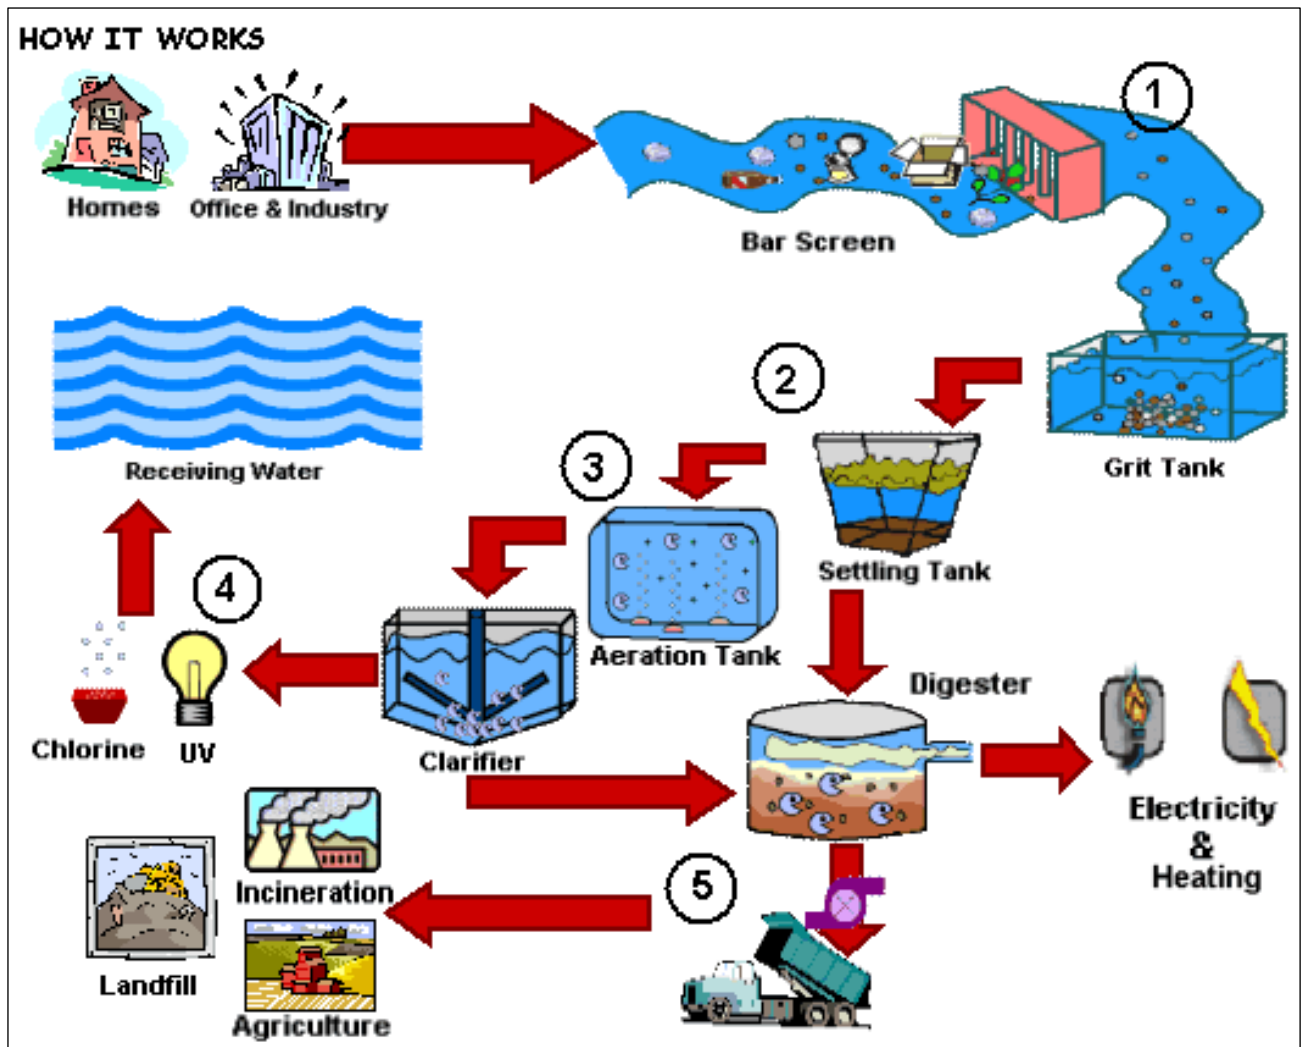 HOW IT WORKS
1
Homes
Office & Industry
Bar Screen
2
Receiving Water
3
Grit Tank
Settling Tank
4
Aeration Tank
Digester
Chlorine
UV
Clarifier
Electricity
&
Heating
5
Incineration
Landfill
Agriculture